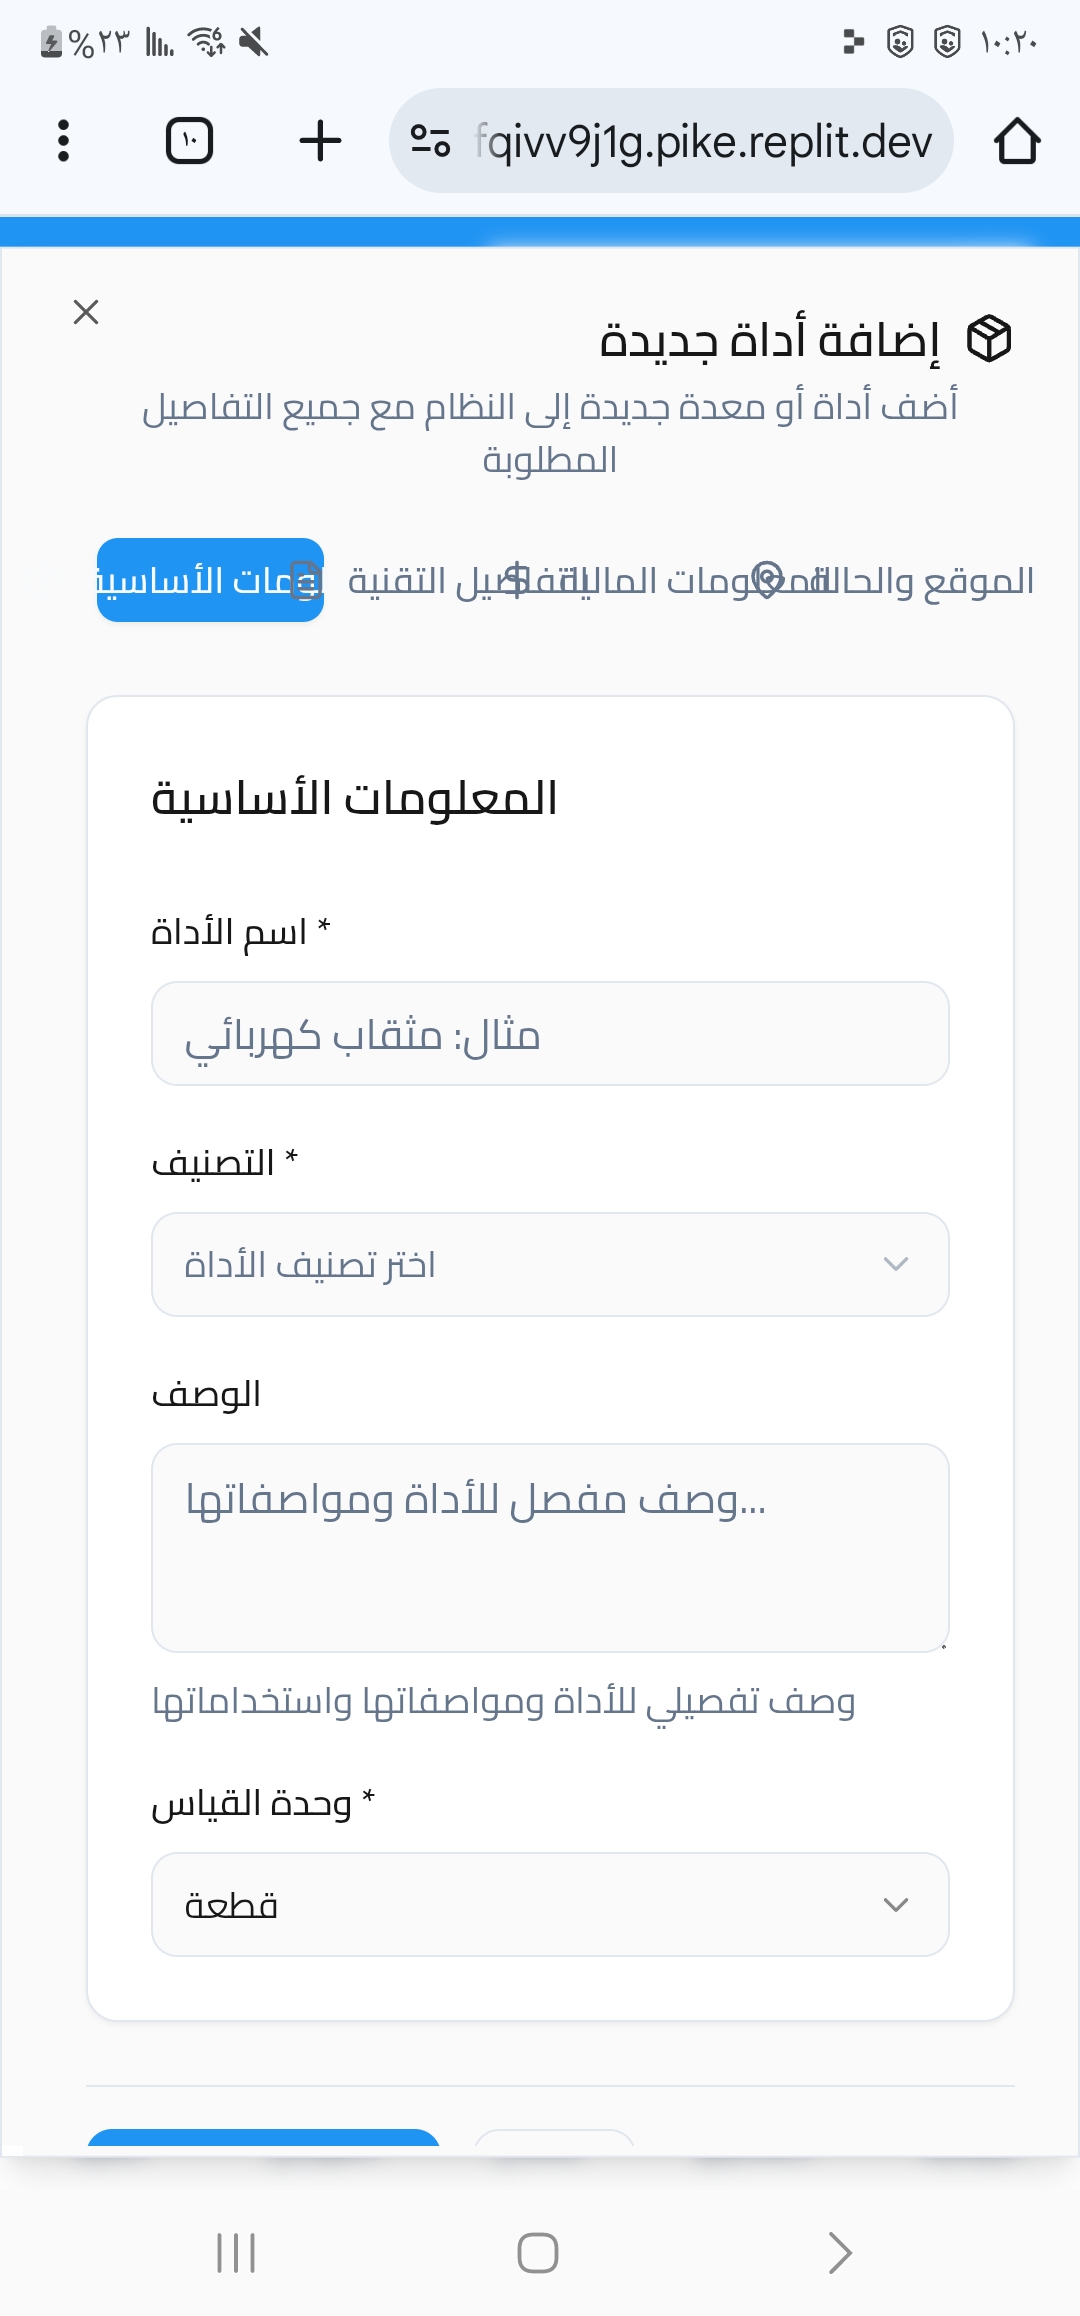 ١٠:٢٠
%٢٣
fqivv9j1g.pike.replit.dev
١٠
إضافة أداة جديدة
أضف أداة أو معدة جديدة إلى النظام مع جميع التفاصيل
المطلوبة
الموقع والحالة
المعلومات المالية
التفاصيل التقنية
الأساسية
المعلومات الأساسية
اسم الأداة *
مثال: مثقاب كهربائي
التصنيف *
اختر تصنيف الأداة
الوصف
وصف مفصل للأداة ومواصفاتها...
وصف تفصيلي للأداة ومواصفاتها واستخداماتها
وحدة القياس *
قطعة